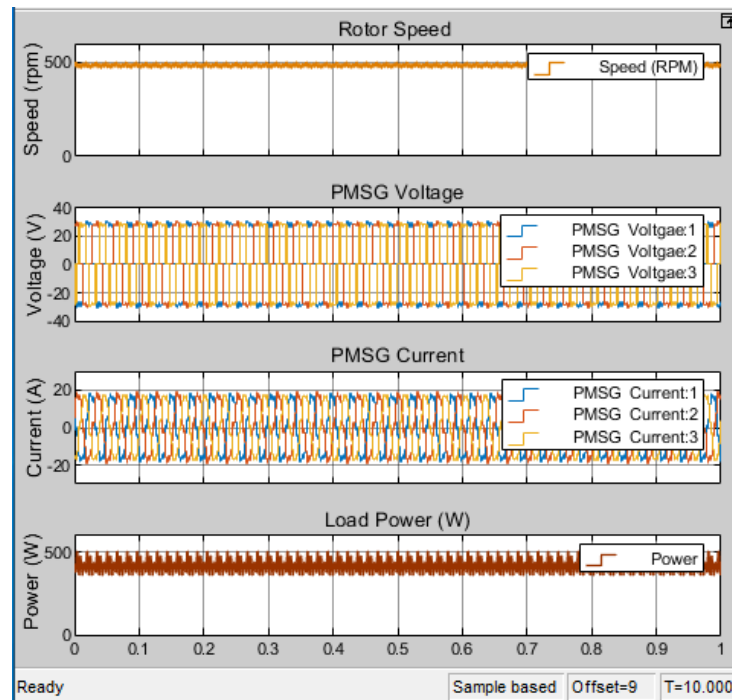 Rotor Speed
Speed (rpm)
500
0
Speed (RPM)
PMSG Voltage
Voltage (V)
40
20
0
-20
-40
PMSG Voltgae:1
PMSG Voltgae:2
PMSG Voltgae:3
PMSG Current
Current (A)
20
0
-20
PMSG Current:1
PMSG Current:2
PMSG Current:3
Load Power (W)
Power (W)
500
0
Power
0 0.1 0.2 0.3 0.4 0.5 0.6 0.7 0.8 0.9 1
Ready Sample based Offset=9 T=10.000